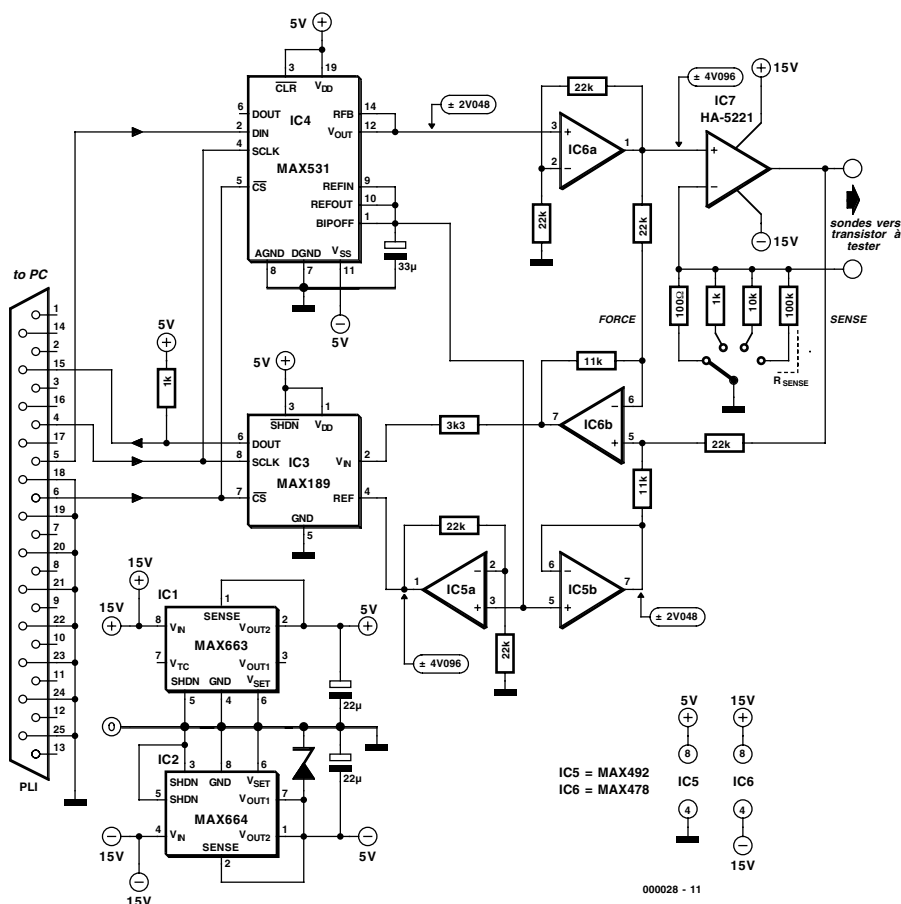 5V
3
19
CLR
VDD
6
DOUT
IC4
RFB
14
2
DIN
VOUT
12
± 2V048
4
SCLK
MAX531
5
CS
REFIN
9
REFOUT
10
BIPOFF
1
AGND
DGND
VSS
8
7
11
33µ
5V
22k
3
IC6a
1
2
22k
22k
± 4V096
15V
IC7
HA-5221
15V
sondes vers
transistor à
tester
100Ω
1k
10k
100k
SENSE
RSENSE
FORCE
to PC
1
14
2
15
3
16
4
17
5
18
6
19
7
20
8
21
9
22
10
23
11
24
12
25
13
PLI
5V
1k
5V
3
1
SHDN
VDD
6
DOUT
8
SCLK
IC3
VIN
2
MAX189
7
CS
REF
4
GND
5
3k3
11k
7
IC6b
6
5
22k
11k
22k
1
IC5a
2
3
22k
± 4V096
6
5
IC5b
7
± 2V048
15V
15V
IC1
1
SENSE
8
VIN
VOUT2
2
5V
MAX663
7
VTC
VOUT1
3
SHDN
GND
VSET
5
4
6
22µ
0
IC2
3
8
6
SHDN
GND
VSET
5
SHDN
VOUT1
7
22µ
MAX664
4
VIN
VOUT2
1
SENSE
2
15V
15V
5V
IC5 = MAX492
IC6 = MAX478
5V
15V
8
8
IC5
IC6
4
4
15V
000028 - 11